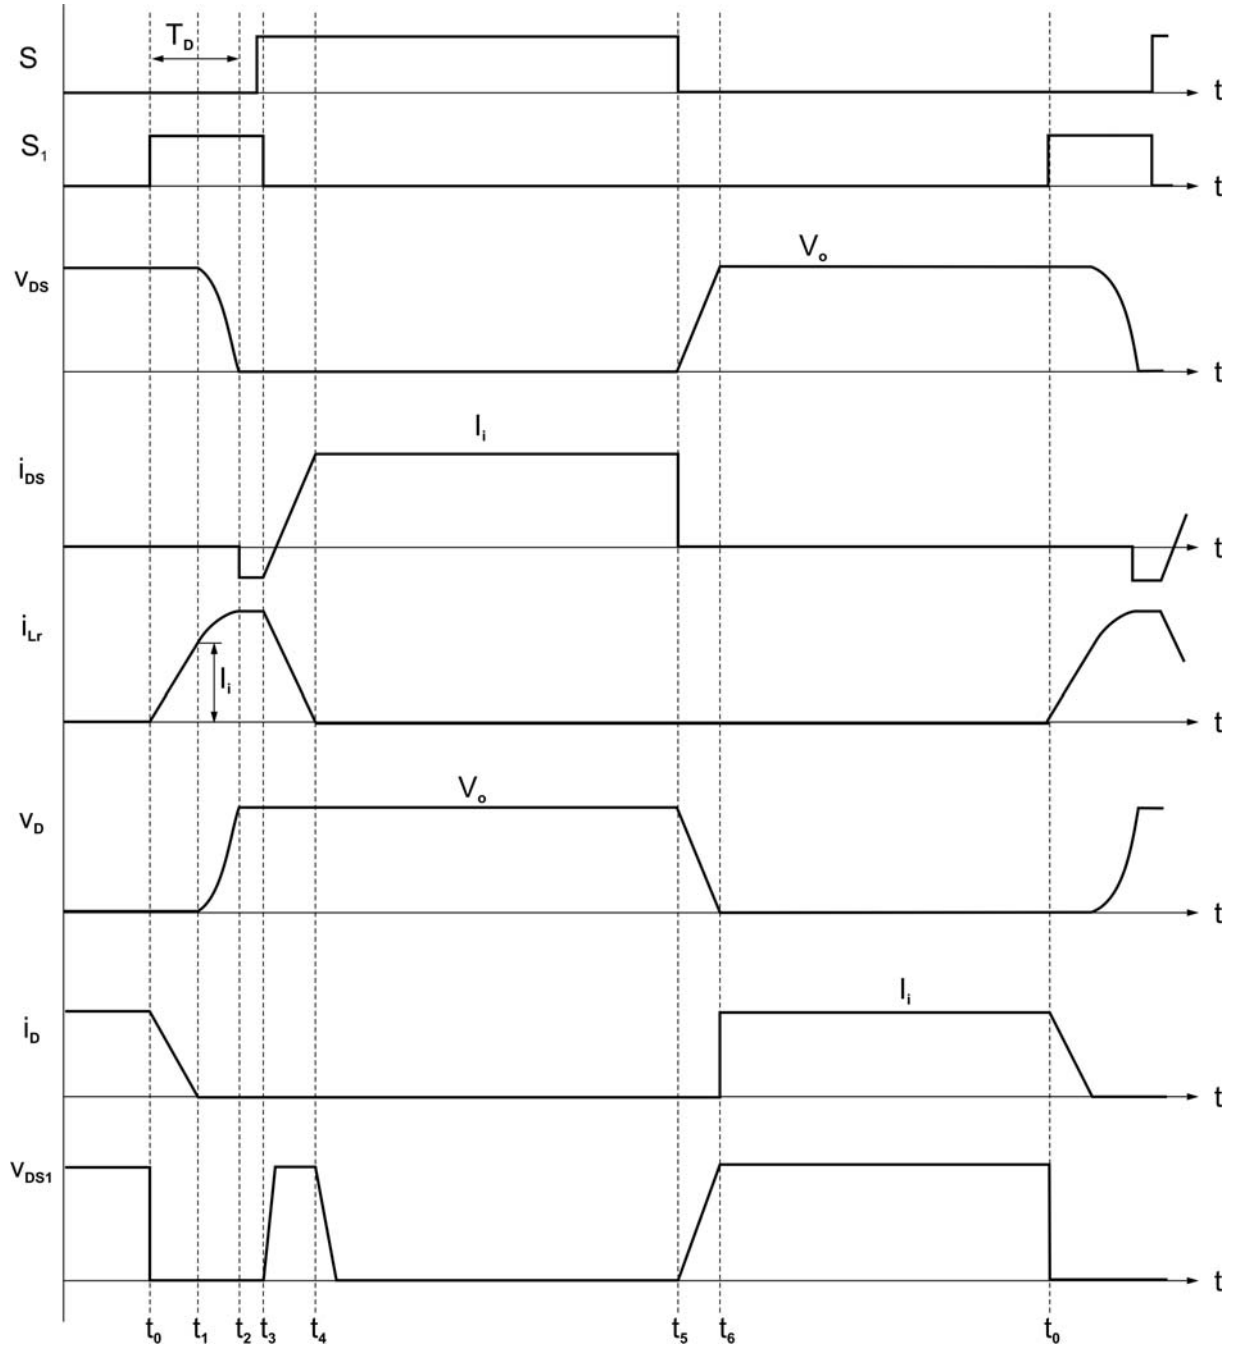 T_D
S
t
S_1
t
V_o
v_DS
t
I_i
i_DS
t
i_Lr
I_i
t
V_o
v_D
t
I_i
i_D
t
v_DS1
t
t_0 t_1 t_2 t_3 t_4 t_5 t_6 t_0